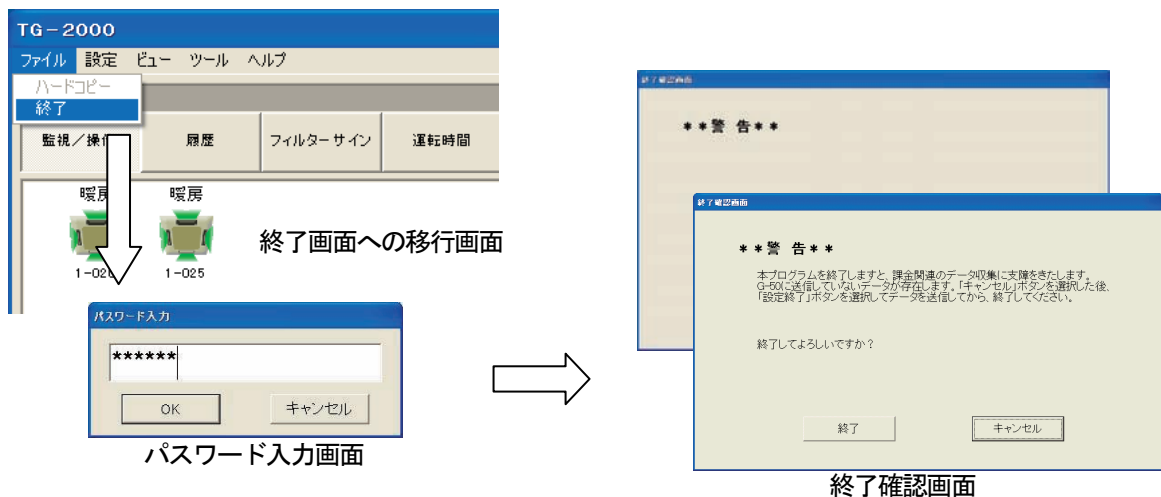 TG－2000
ファイル 設定 ビュー ツール ヘルプ
ハードコピー
終了
監視／操作
履歴
フィルターサイン
運転時間
暖房
暖房
1-026
1-025
終了画面への移行画面
パスワード入力
******
OK
キャンセル
パスワード入力画面
終了確認画面
＊＊警 告＊＊
終了確認画面
＊＊警 告＊＊
本プログラムを終了しますと、課金関連のデータ収集に支障をきたします。
G-50に送信していないデータが存在します。「キャンセル」ボタンを選択した後、
「設定終了」ボタンを選択してデータを送信してから、終了してください。
終了してよろしいですか？
終了
キャンセル
終了確認画面